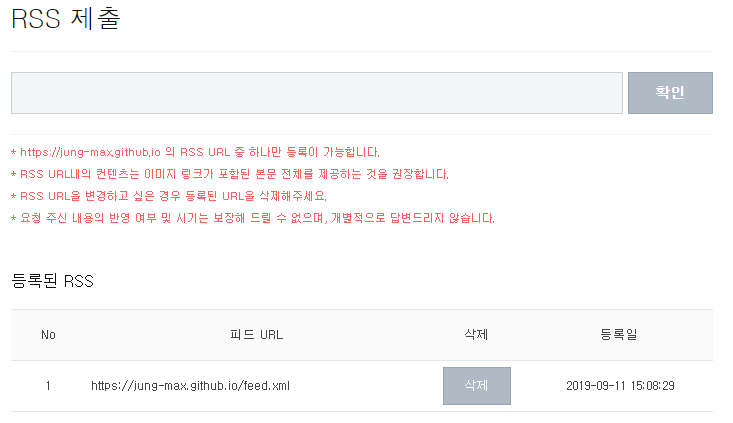 RSS 제출
확인
* https://jung-max.github.io 의 RSS URL 중 하나만 등록이 가능합니다.
* RSS URL내의 컨텐츠는 이미지 링크가 포함된 본문 전체를 제공하는 것을 권장합니다.
* RSS URL을 변경하고 싶은 경우 등록된 URL을 삭제해주세요.
* 요청 주신 내용의 반영 여부 및 시기는 보장해 드릴 수 없으며, 개별적으로 답변드리지 않습니다.
등록된 RSS
No 피드 URL 삭제 등록일
1 https://jung-max.github.io/feed.xml 삭제 2019-09-11 15:08:29